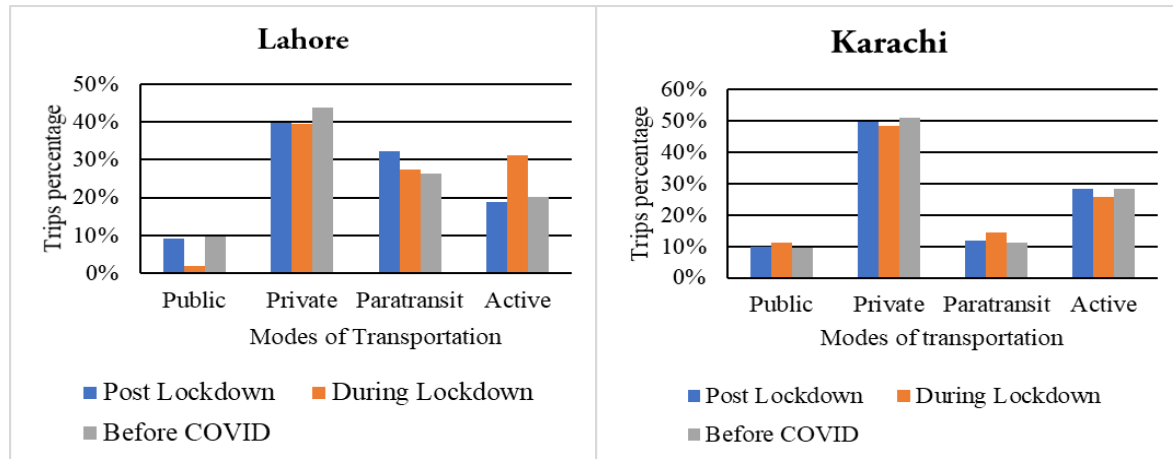 Lahore
Trips percentage
50%
40%
30%
20%
10%
0%
Public Private Paratransit Active
Modes of Transportation
Post Lockdown During Lockdown
Before COVID
Karachi
Trips percentage
60%
50%
40%
30%
20%
10%
0%
Public Private Paratransit Active
Modes of transportation
Post Lockdown During Lockdown
Before COVID